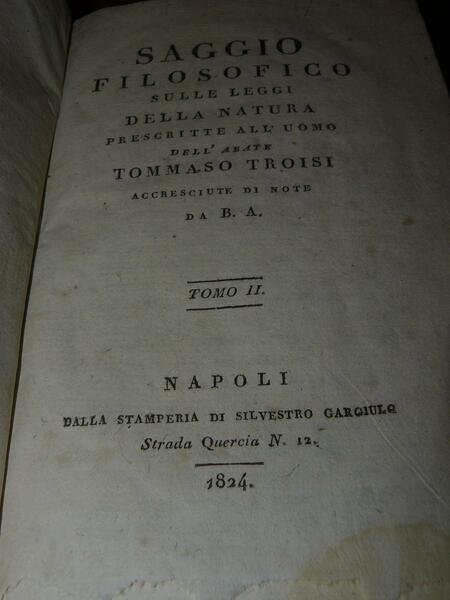 SAGGIO
FILOSOFICO
SULLE LEGGI
DELLA NATURA
PRESCRITTE ALL'UOMO
DELL'ABATE
TOMMASO TROISI
ACCRESCIUTE DI NOTE
DA B. A.
TOMO II.
NAPOLI
DALLA STAMPERIA DI SILVESTRO GARGIULO
Strada Quercia N. 12.
1824.